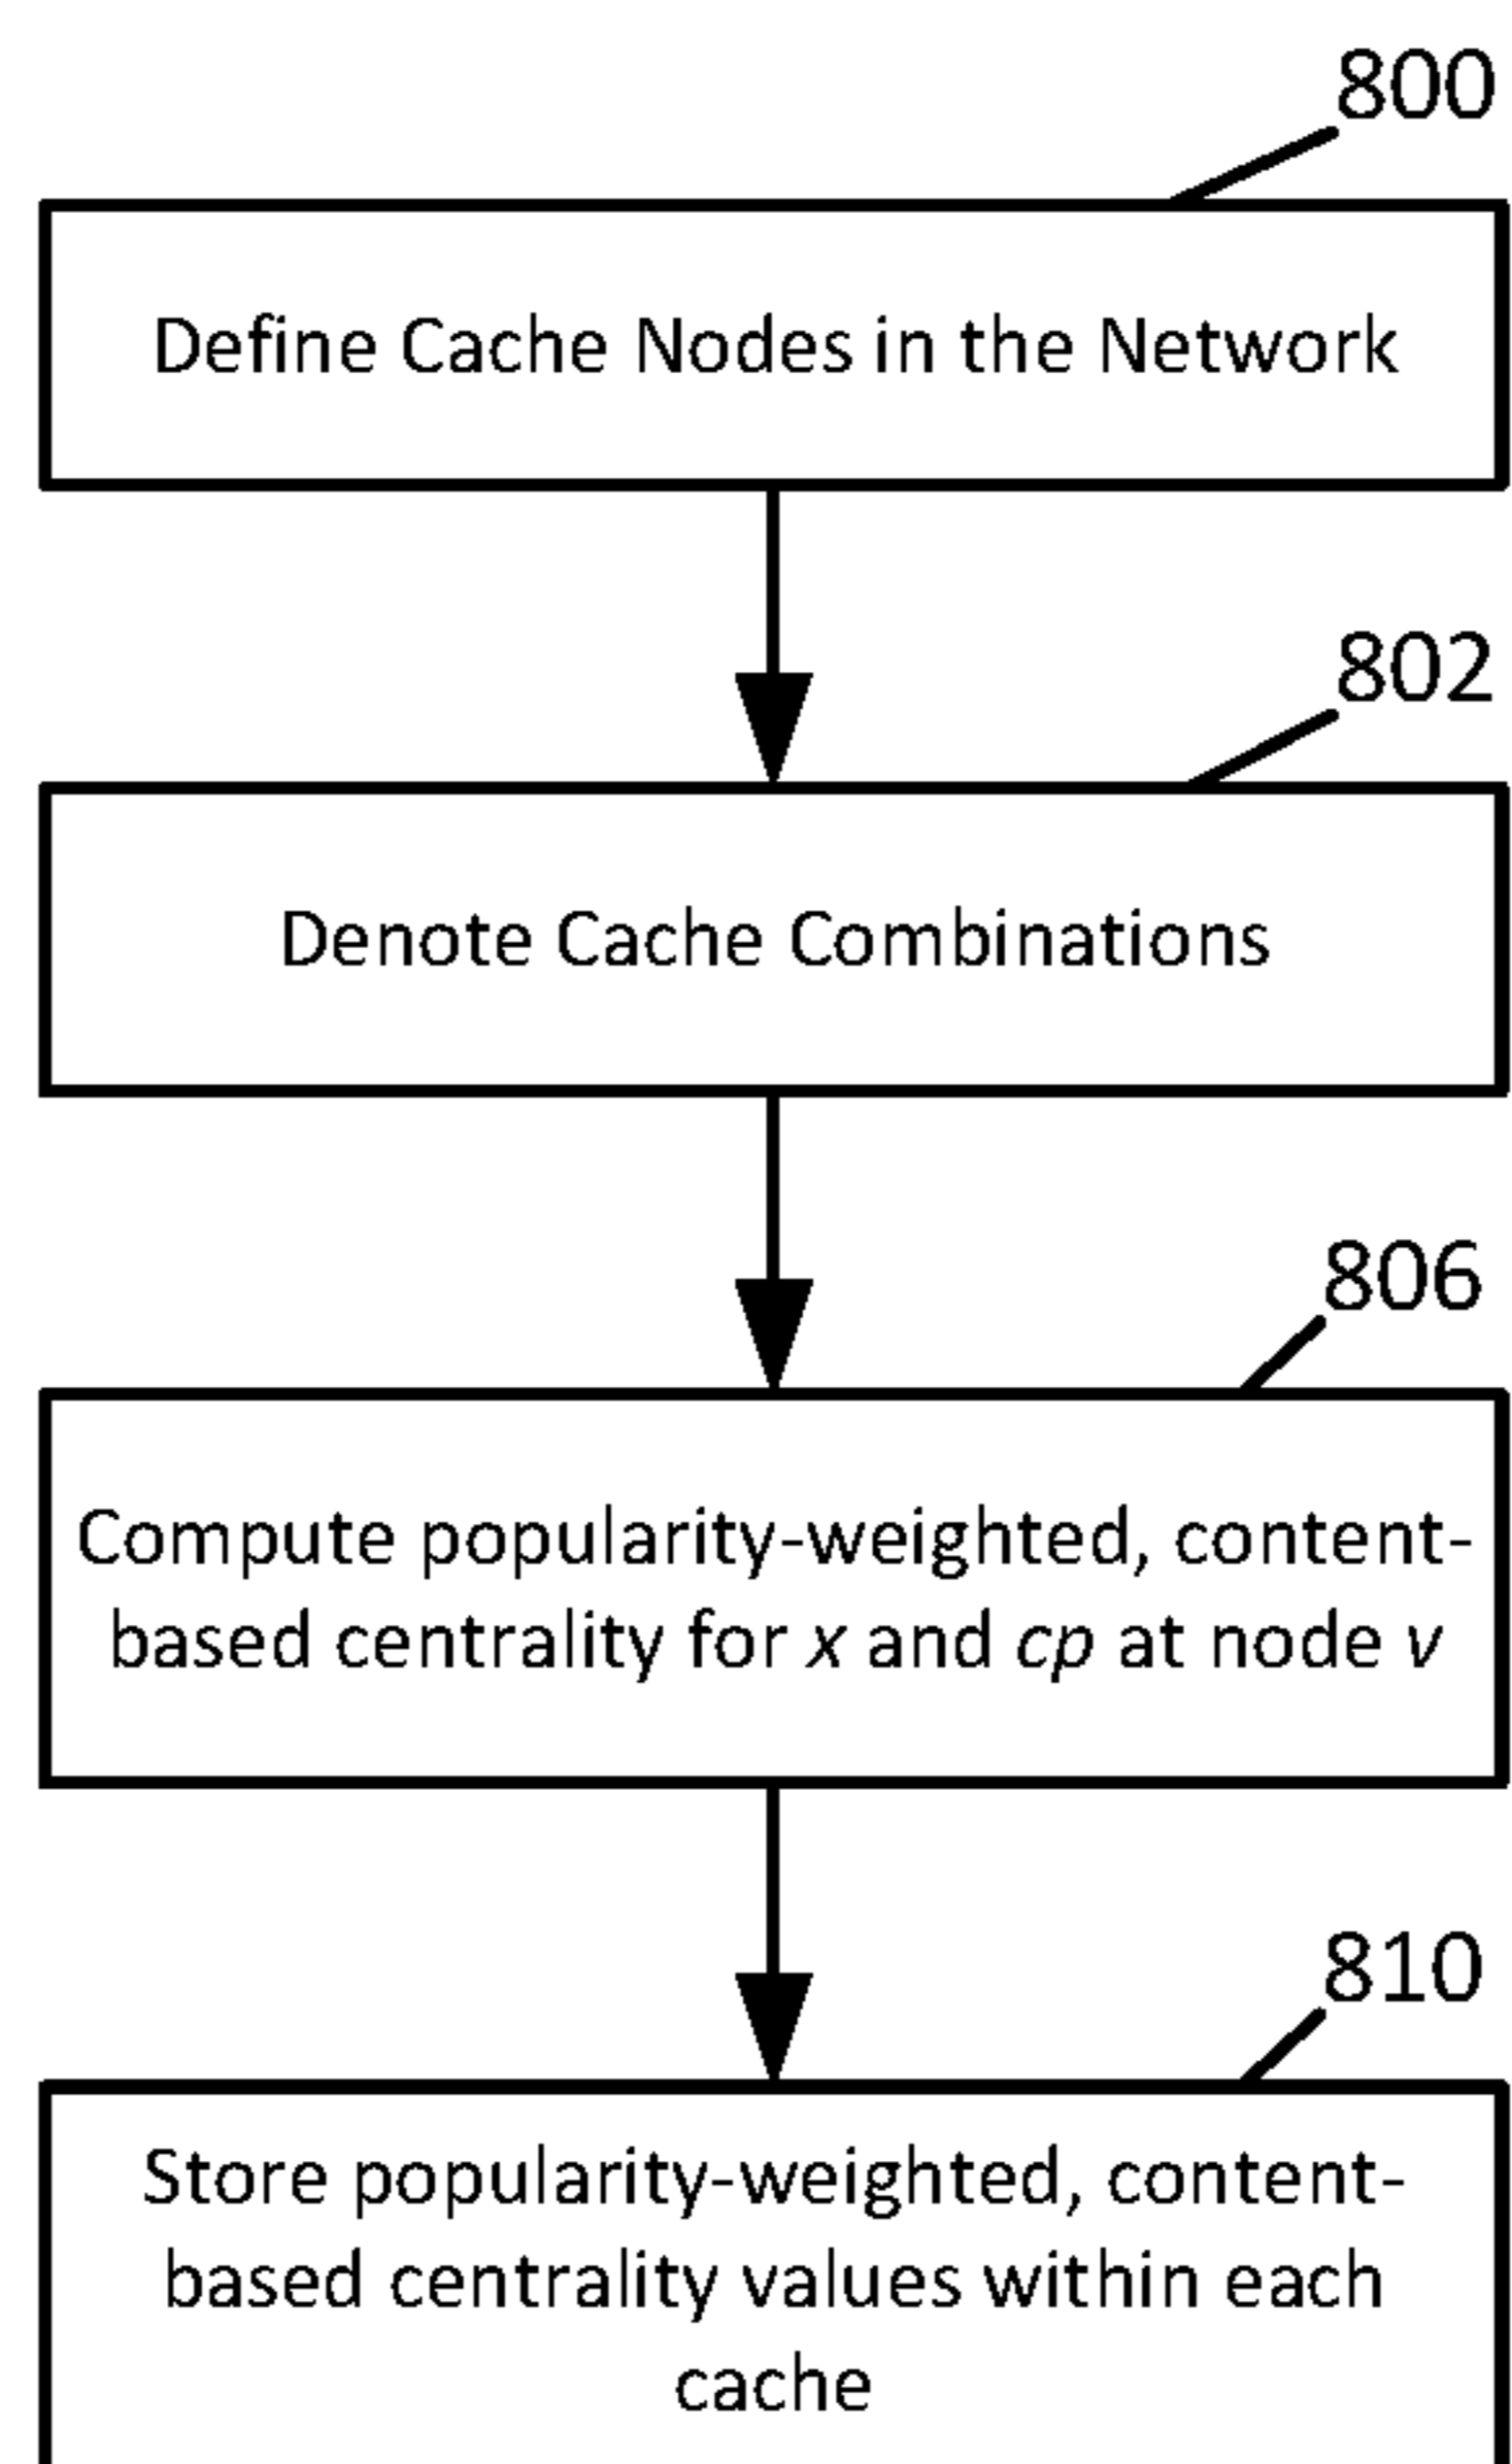 800
Define Cache Nodes in the Network
802
Denote Cache Combinations
806
Compute popularity-weighted, content-
based centrality for x and cp at node v
810
Store popularity-weighted, content-
based centrality values within each
cache